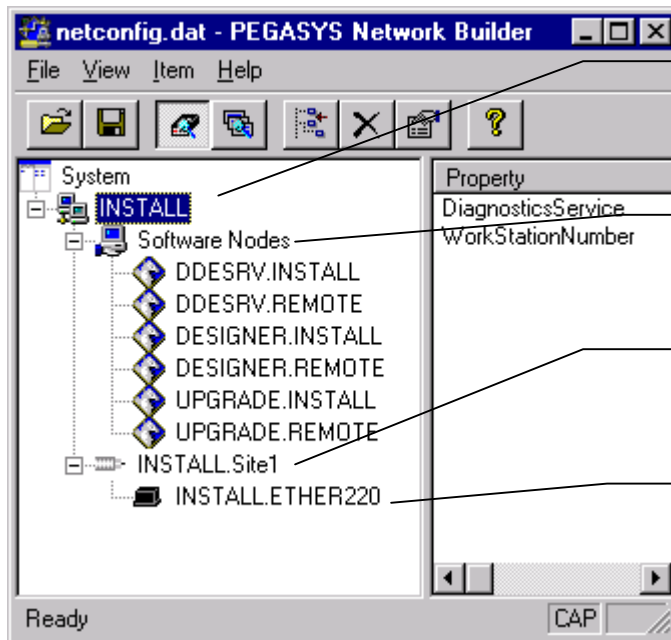 netconfig.dat - PEGASYS Network Builder
File View Item Help
System
INSTALL
Software Nodes
DDESRV.INSTALL
DDESRV.REMOTE
DESIGNER.INSTALL
DESIGNER.REMOTE
UPGRADE.INSTALL
UPGRADE.REMOTE
INSTALL.Site1
INSTALL.ETHER220
Property
DiagnosticsService
WorkStationNumber
Ready
CAP